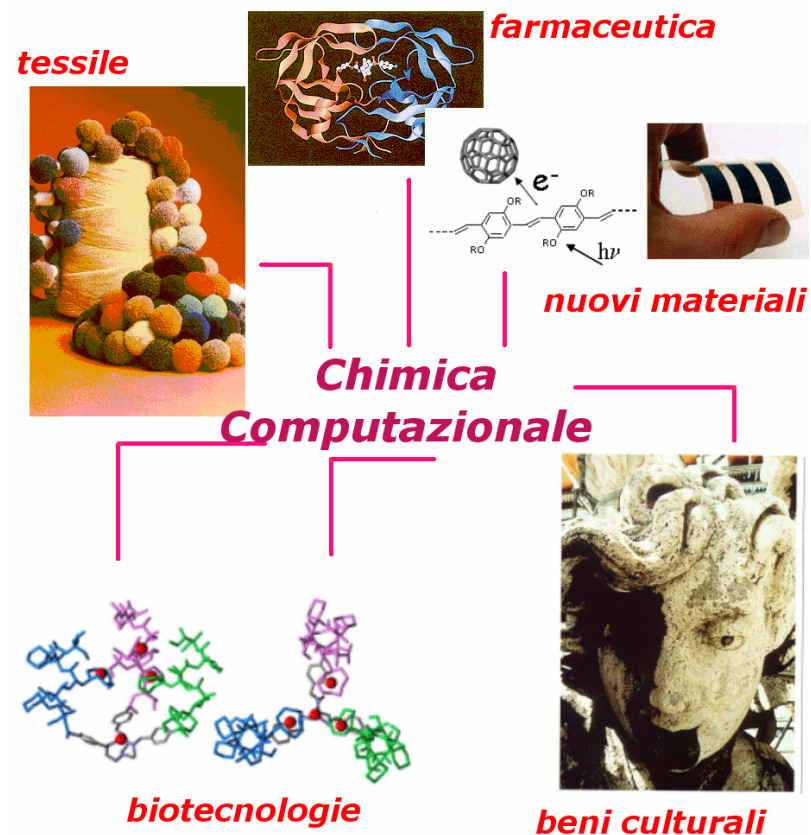 farmaceutica
tessile
e-
OR
OR
RO
RO
hν
nuovi materiali
Chimica
Computazionale
biotecnologie
beni culturali